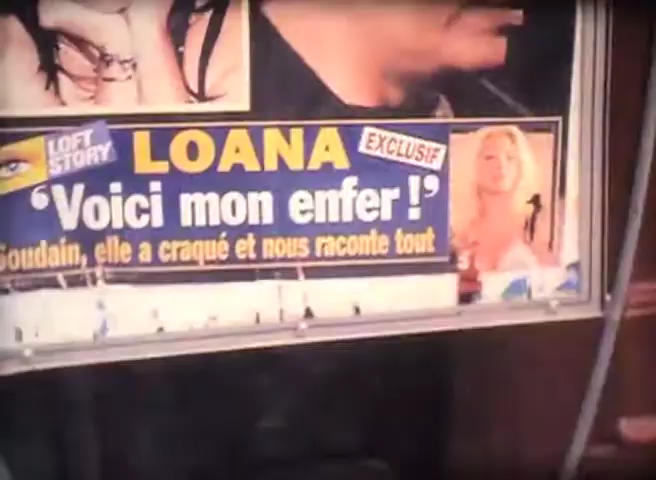 LOFT
STORY
LOANA
EXCLUSIF
‘Voici mon enfer !’
Soudain, elle a craqué et nous raconte tout